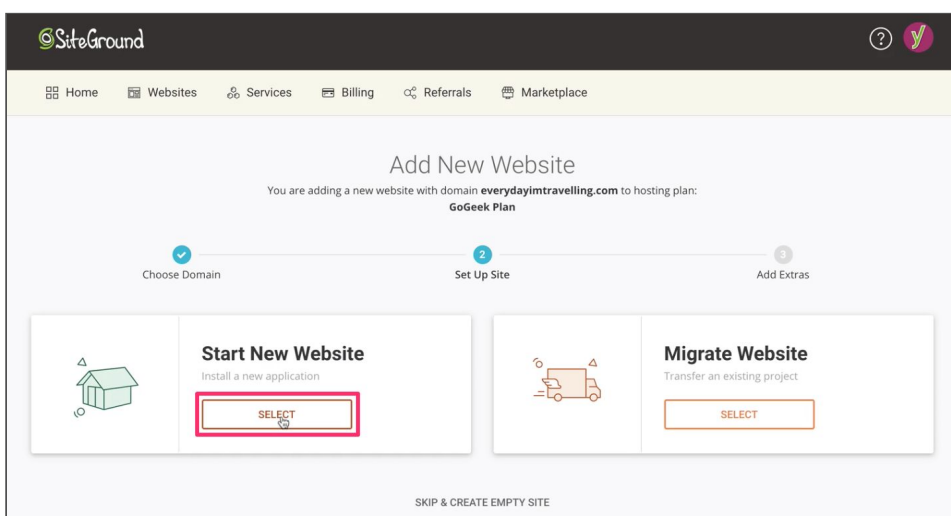 SiteGround
?
y
Home Websites Services Billing Referrals Marketplace
Add New Website
You are adding a new website with domain everydayimtravelling.com to hosting plan:
GoGeek Plan
2
3
Choose Domain
Set Up Site
Add Extras
Start New Website
Install a new application
SELECT
Migrate Website
Transfer an existing project
SELECT
SKIP & CREATE EMPTY SITE